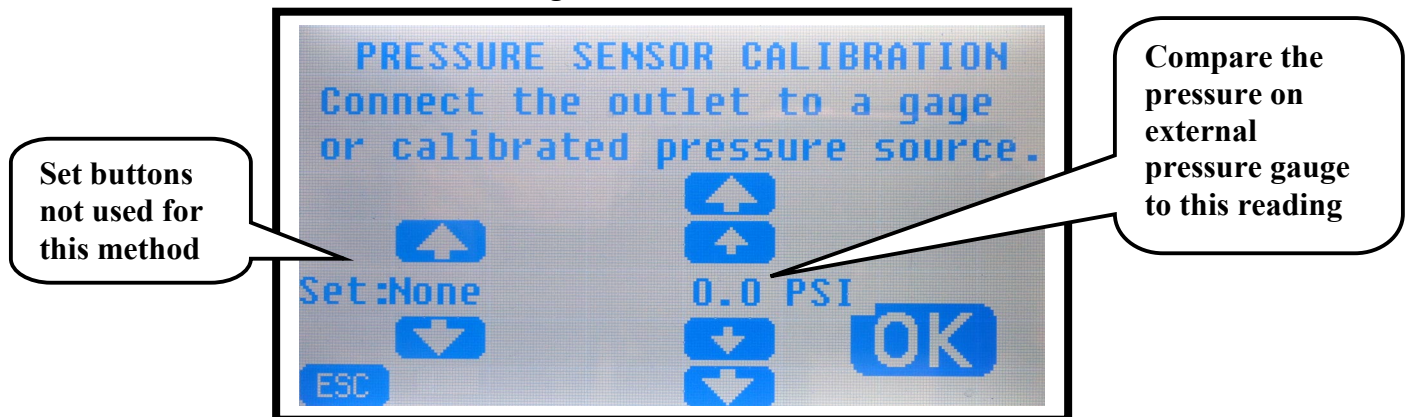 PRESSURE SENSOR CALIBRATION
Connect the outlet to a gage
or calibrated pressure source.
Set:None
0.0 PSI
OK
ESC
Set buttons
not used for
this method
Compare the
pressure on
external
pressure gauge
to this reading